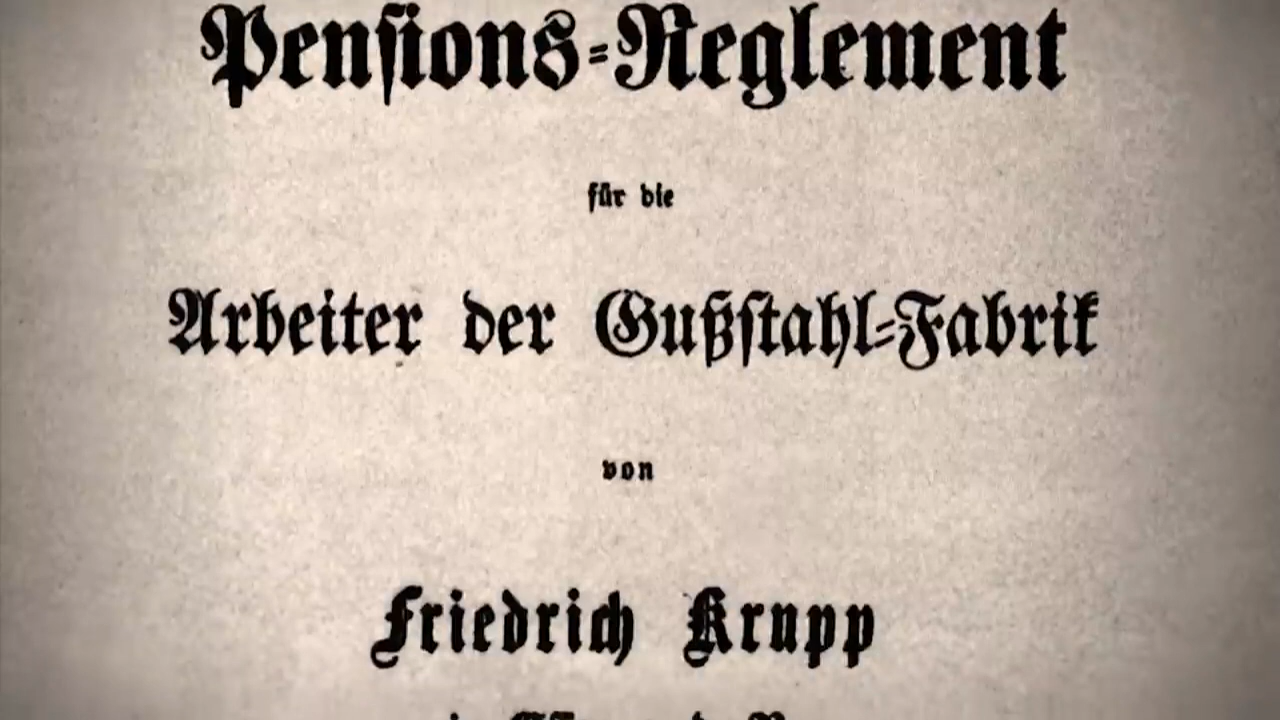 Pensions-Reglement
für die
Arbeiter der Gußstahl-Fabrik
von
Friedrich Krupp